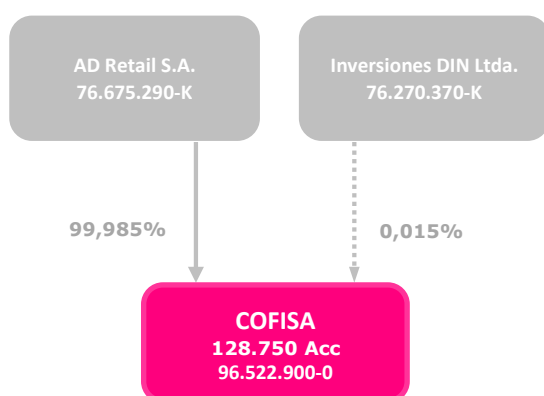 AD Retail S.A.
76.675.290-K
Inversiones DIN Ltda.
76.270.370-K
99,985%
0,015%
COFISA
128.750 Acc
96.522.900-0